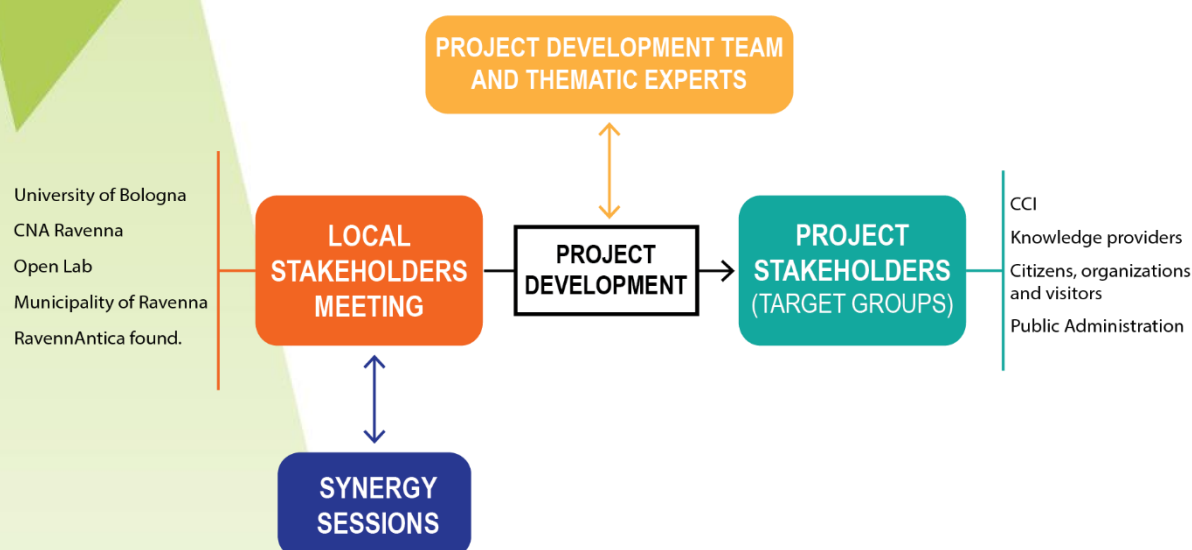 PROJECT DEVELOPMENT TEAM
AND THEMATIC EXPERTS
University of Bologna
CNA Ravenna
Open Lab
Municipality of Ravenna
RavennAntica found.
LOCAL
STAKEHOLDERS
MEETING
PROJECT
DEVELOPMENT
PROJECT
STAKEHOLDERS
(TARGET GROUPS)
CCI
Knowledge providers
Citizens, organizations
and visitors
Public Administration
SYNERGY
SESSIONS